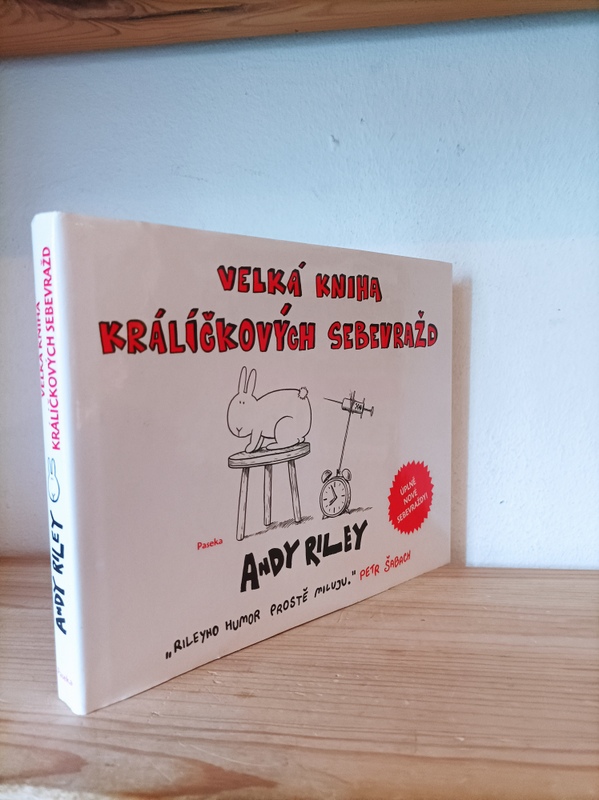 VELKÁ KNIHA
KRÁLÍČKOVÝCH SEBEVRAŽD
ÚPLNĚ
NOVÉ
SEBEVRAŽDY!
Paseka
ANDY RILEY
„RILEYHO HUMOR PROSTĚ MILUJU.“ PETR ŠABACH
VELKÁ KNIHA
KRÁLÍČKOVÝCH SEBEVRAŽD
ANDY RILEY
Paseka